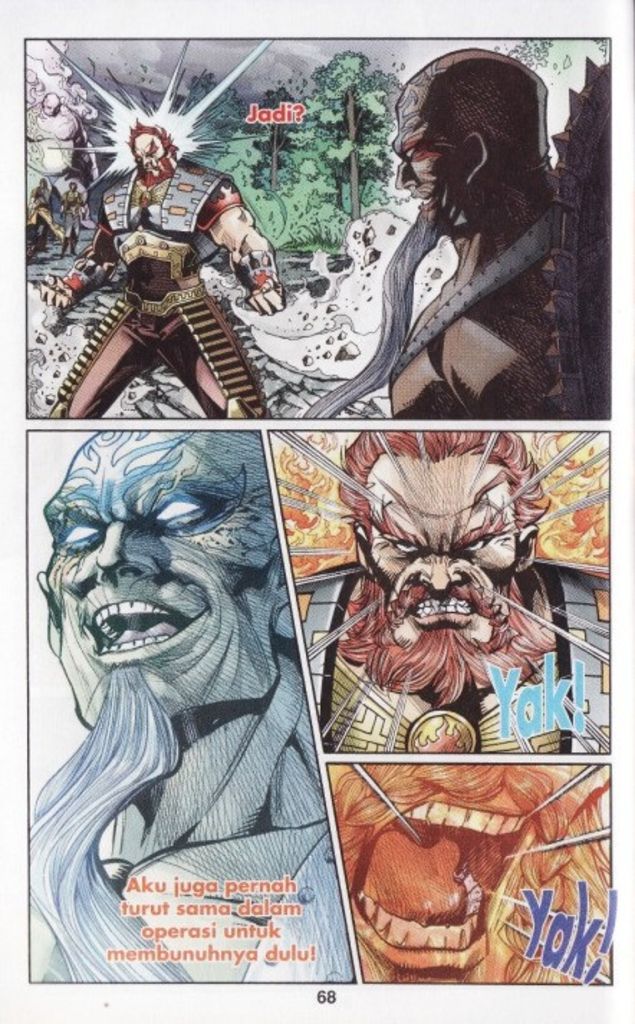 Jadi?
Yak!
Aku juga pernah
turut sama dalam
operasi untuk
membunuhnya dulu!
Yak!
68